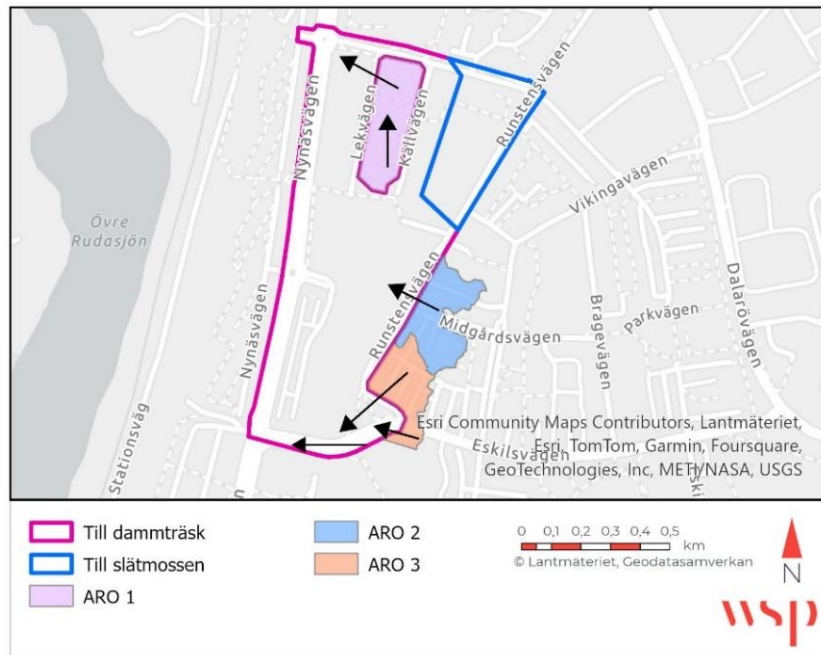 Nynäsvägen
Lekvägen
Källvägen
Runstensvägen
Övre
Rudasjön
Vikingavägen
Dalarövägen
Nynäsvägen
Runstensvägen
Midgårdsvägen
Bragevägen
Parkvägen
Stationsväg
Eskilsvägen
Eski
Esri Community Maps Contributors, Lantmäteriet,
Esri, TomTom, Garmin, Foursquare,
GeoTechnologies, Inc, METI/NASA, USGS
Till dammträsk
Till slätmossen
ARO 1
ARO 2
ARO 3
0 0,1 0,2 0,3 0,4 0,5
km
© Lantmäteriet, Geodatasamverkan
N
wsp